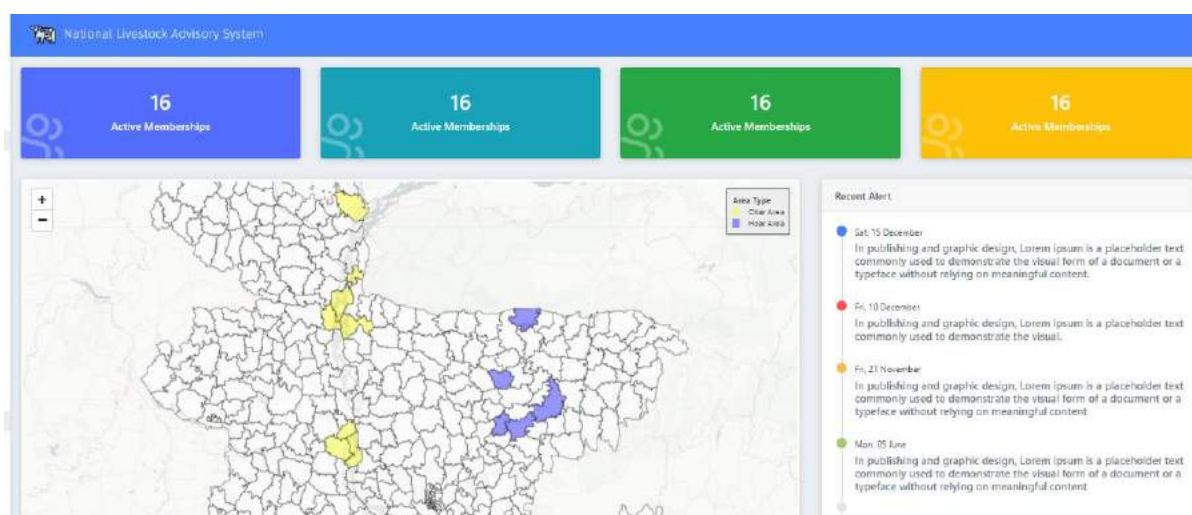 National Livestock Advisory System
16
Active Memberships
16
Active Memberships
16
Active Memberships
16
Active Memberships
+
−
Area Type
Char Area
Hoar Area
Recent Alert
Sat, 15 December
In publishing and graphic design, Lorem ipsum is a placeholder text
commonly used to demonstrate the visual form of a document or a
typeface without relying on meaningful content.
Fri, 10 December
In publishing and graphic design, Lorem ipsum is a placeholder text
commonly used to demonstrate the visual.
Fri, 21 November
In publishing and graphic design, Lorem ipsum is a placeholder text
commonly used to demonstrate the visual form of a document or a
typeface without relying on meaningful content
Mon, 05 June
In publishing and graphic design, Lorem ipsum is a placeholder text
commonly used to demonstrate the visual form of a document or a
typeface without relying on meaningful content